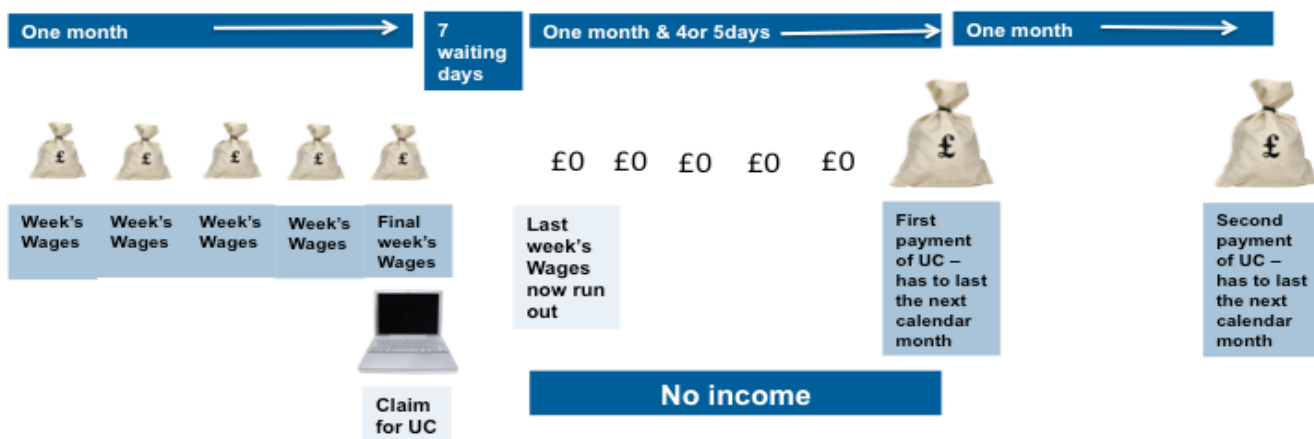 One month
7
waiting
days
One month & 4or 5days
One month
£
£
£
£
£
£0
£0
£0
£0
£0
£
£
Week's
Wages
Week's
Wages
Week's
Wages
Week's
Wages
Final
week's
Wages
Last
week's
Wages
now run
out
First
payment
of UC –
has to last
the next
calendar
month
Second
payment
of UC –
has to last
the next
calendar
month
Claim
for UC
No income